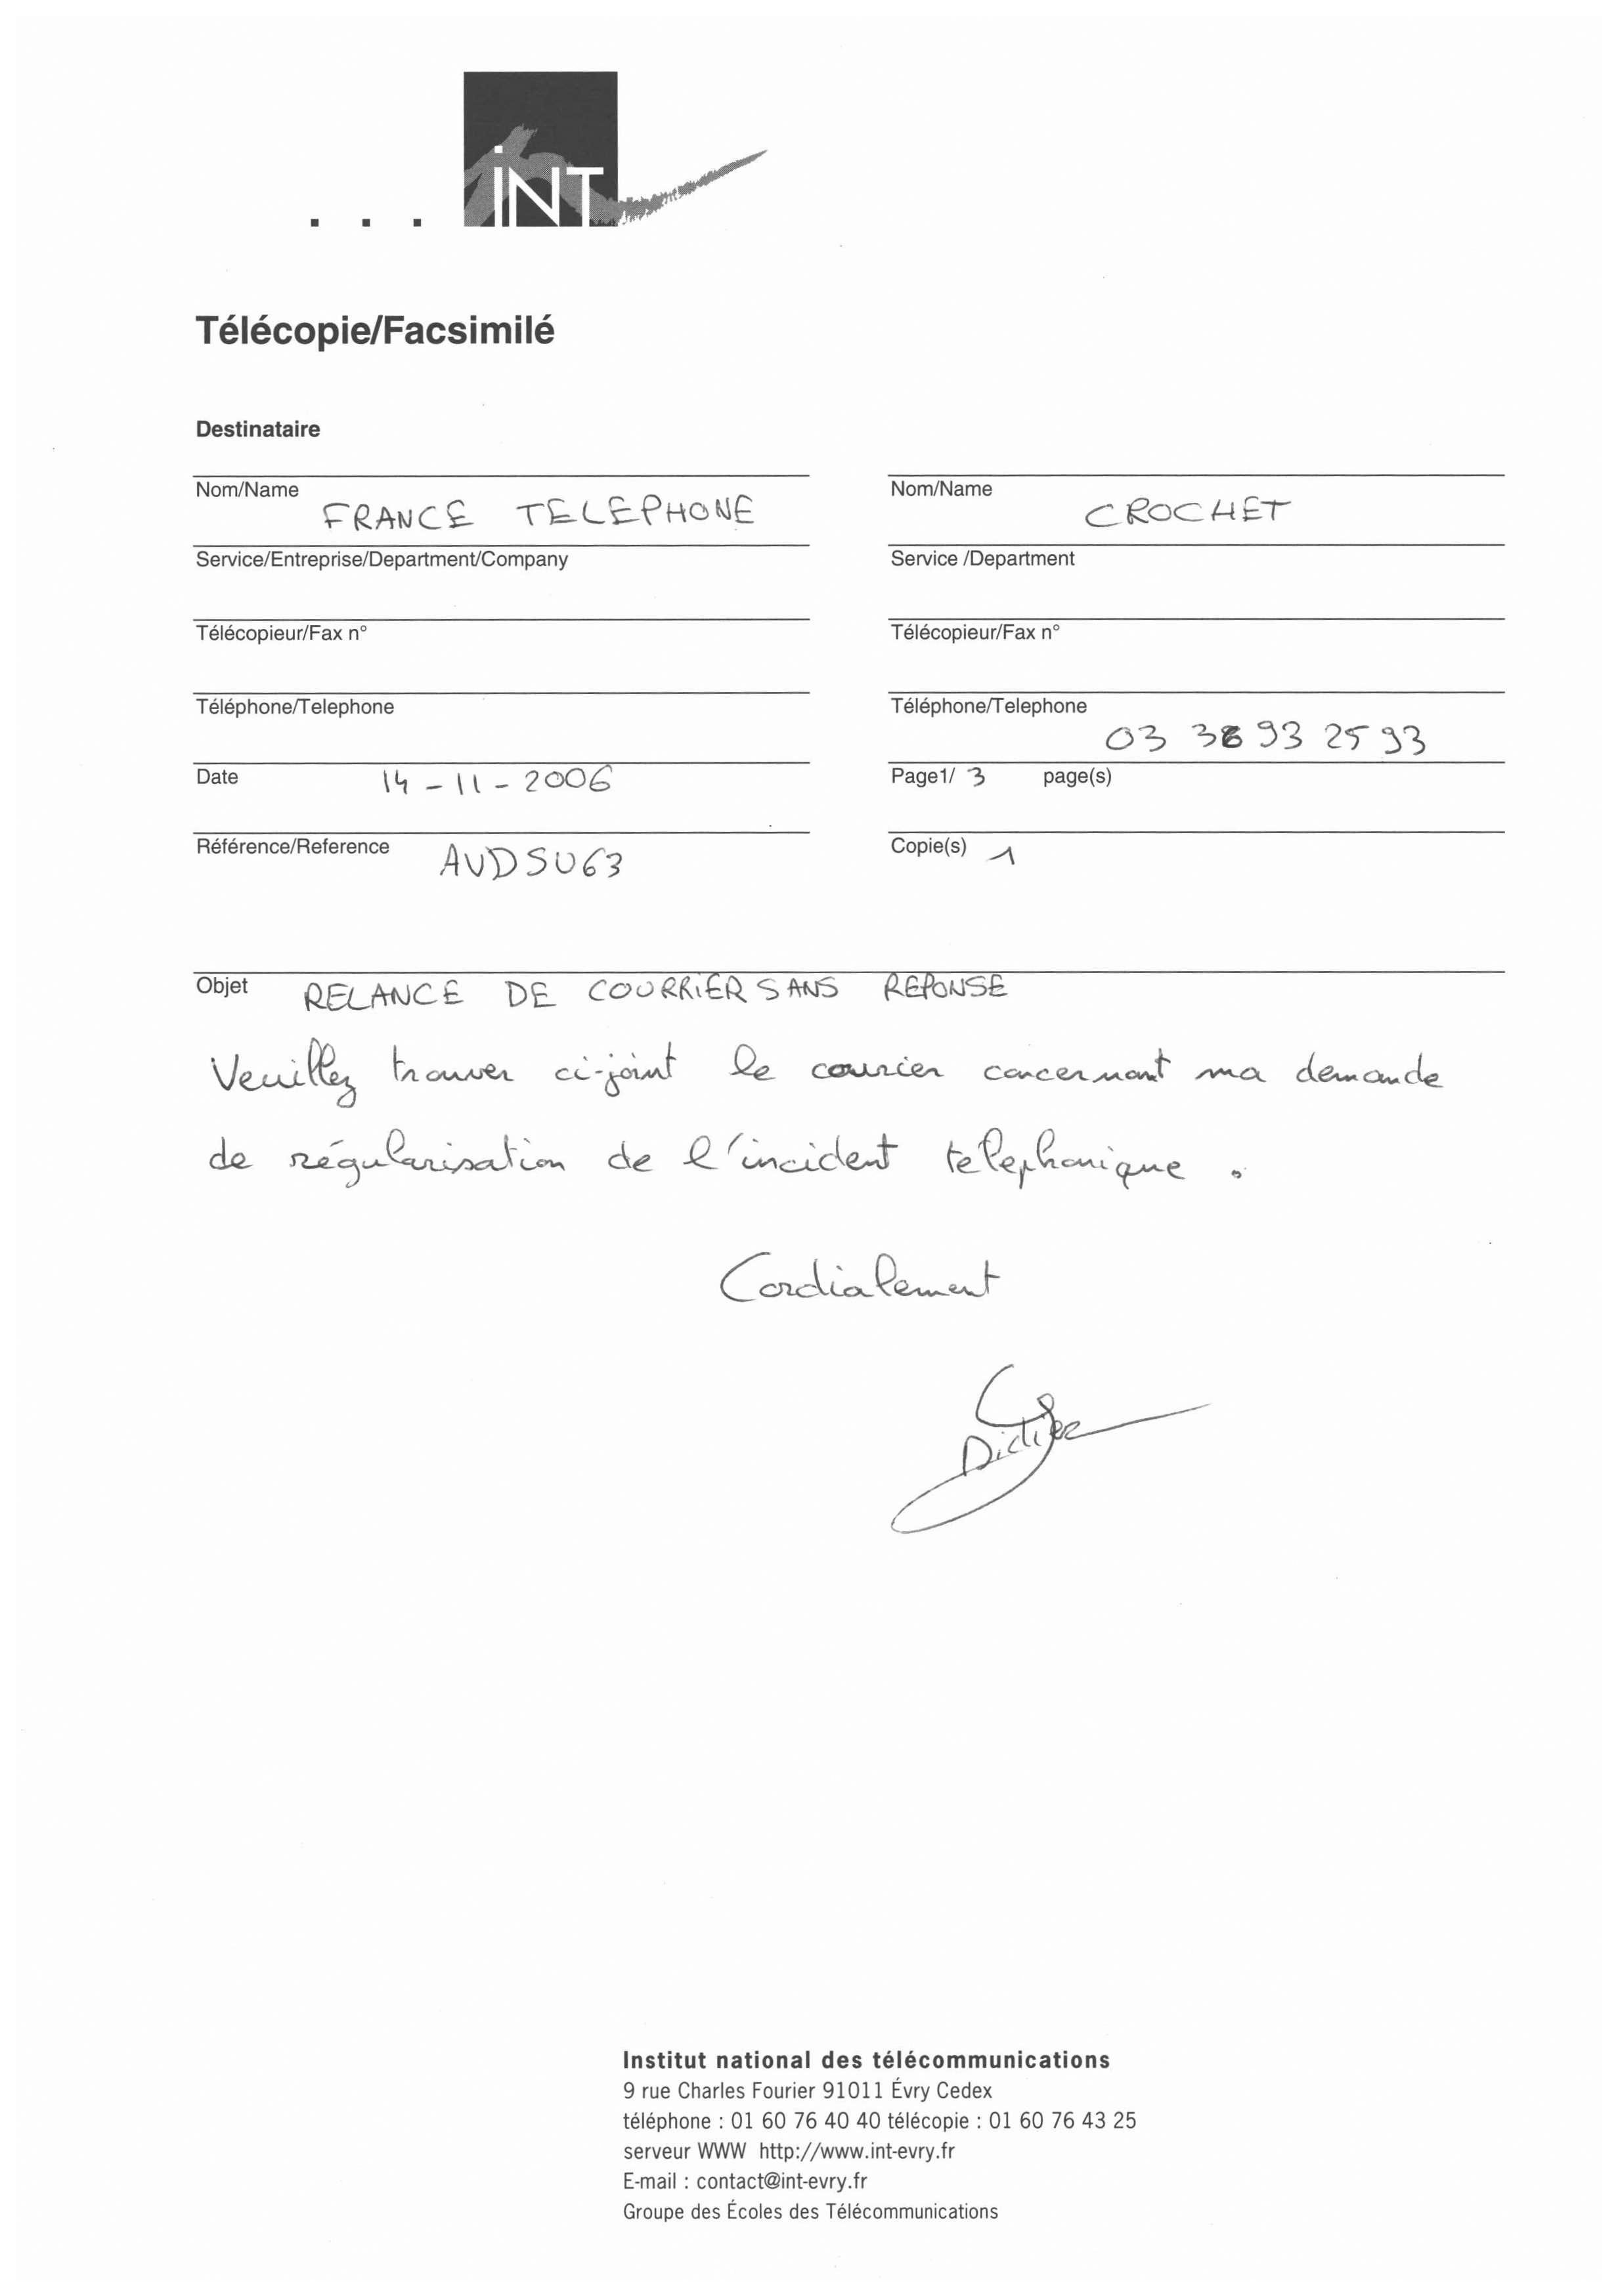 iNT
Télécopie/Facsimilé
Destinataire
Nom/Name FRANCE TELEPHONE
Nom/Name CROCHET
Service/Entreprise/Department/Company
Service /Department
Télécopieur/Fax n°
Télécopieur/Fax n°
Téléphone/Telephone
Téléphone/Telephone 03 38 93 25 93
Date 14-11-2006
Page1/ 3 page(s)
Référence/Reference AVDSU63
Copie(s) 1
Objet RELANCE DE COURRIER SANS REPONSE
Veuillez trouver ci-joint le courier concernant ma demande
de régularisation de l'incident telephonique.
Cordialement
Didier
Institut national des télécommunications
9 rue Charles Fourier 91011 Évry Cedex
téléphone : 01 60 76 40 40 télécopie : 01 60 76 43 25
serveur WWW http://www.int-evry.fr
E-mail : contact@int-evry.fr
Groupe des Écoles des Télécommunications